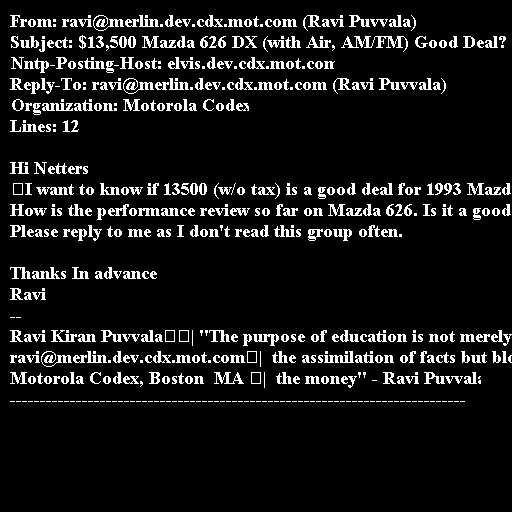 From: ravi@merlin.dev.cdx.mot.com (Ravi Puvvala)
Subject: $13,500 Mazda 626 DX (with Air, AM/FM) Good Deal?
Nntp-Posting-Host: elvis.dev.cdx.mot.com
Reply-To: ravi@merlin.dev.cdx.mot.com (Ravi Puvvala)
Organization: Motorola Codex
Lines: 12

Hi Netters
I want to know if 13500 (w/o tax) is a good deal for 1993 Mazd
How is the performance review so far on Mazda 626. Is it a good
Please reply to me as I don't read this group often.

Thanks In advance
Ravi
--
Ravi Kiran Puvvala| "The purpose of education is not merely
ravi@merlin.dev.cdx.mot.com| the assimilation of facts but blo
Motorola Codex, Boston MA | the money" - Ravi Puvvala
----------------------------------------------------------------------------